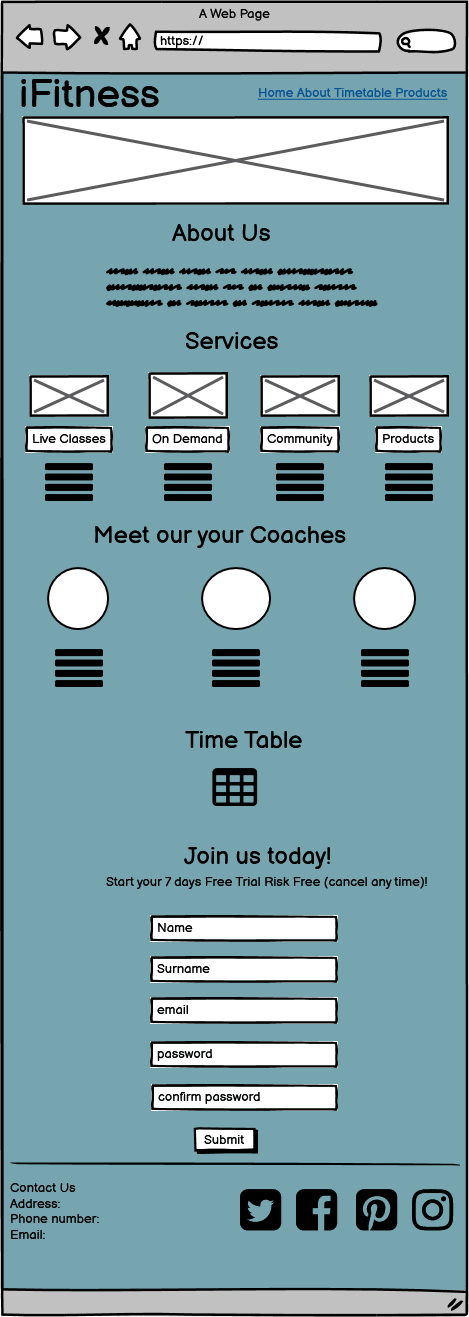 A Web Page
https://
iFitness
Home About Timetable Products
About Us
Services
Live Classes
On Demand
Community
Products
Meet our your Coaches
Time Table
Join us today!
Start your 7 days Free Trial Risk Free (cancel any time)!
Name
Surname
email
password
confirm password
Submit
Contact Us
Address:
Phone number:
Email: